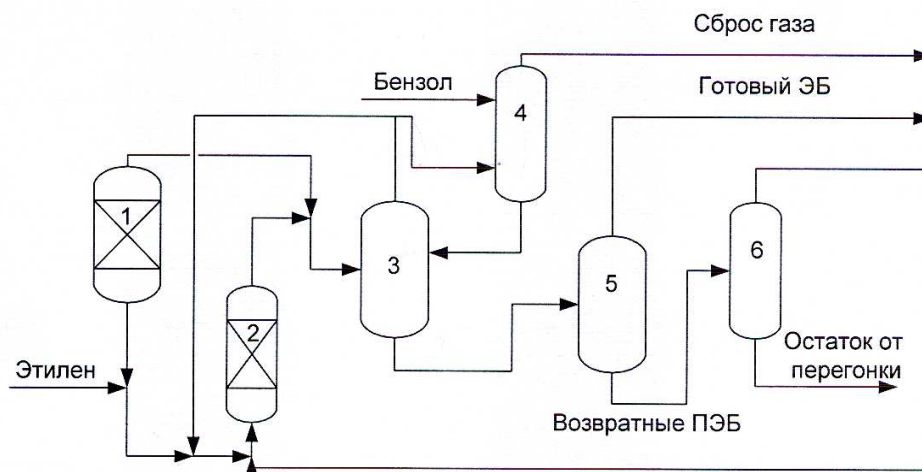 Сброс газа
Бензол
4
Готовый ЭБ
1
3
6
5
2
Этилен
Остаток от
перегонки
Возвратные ПЭБ